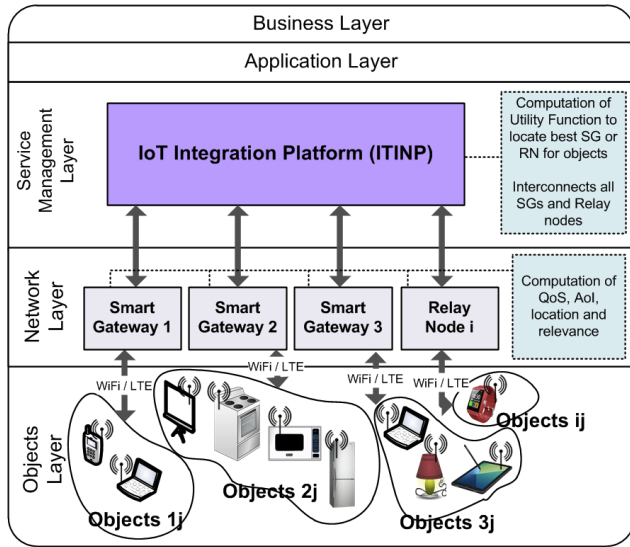 Business Layer
Application Layer
Service
Management
Layer
IoT Integration Platform (ITINP)
Computation of
Utility Function to
locate best SG or
RN for objects
Interconnects all
SGs and Relay
nodes
Network
Layer
Smart
Gateway 1
Smart
Gateway 2
Smart
Gateway 3
Relay
Node i
Computation of
QoS, AoI,
location and
relevance
Objects
Layer
WiFi / LTE
WiFi / LTE
WiFi / LTE
WiFi / LTE
Objects 1j
Objects 2j
Objects 3j
Objects ij